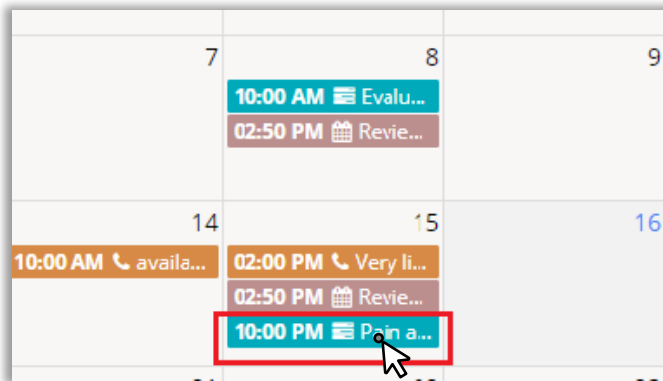 7 8 9
10:00 AM Evalu...
02:50 PM Revie...
14 15 16
10:00 AM availa... 02:00 PM Very li...
02:50 PM Revie...
10:00 PM Pain a...